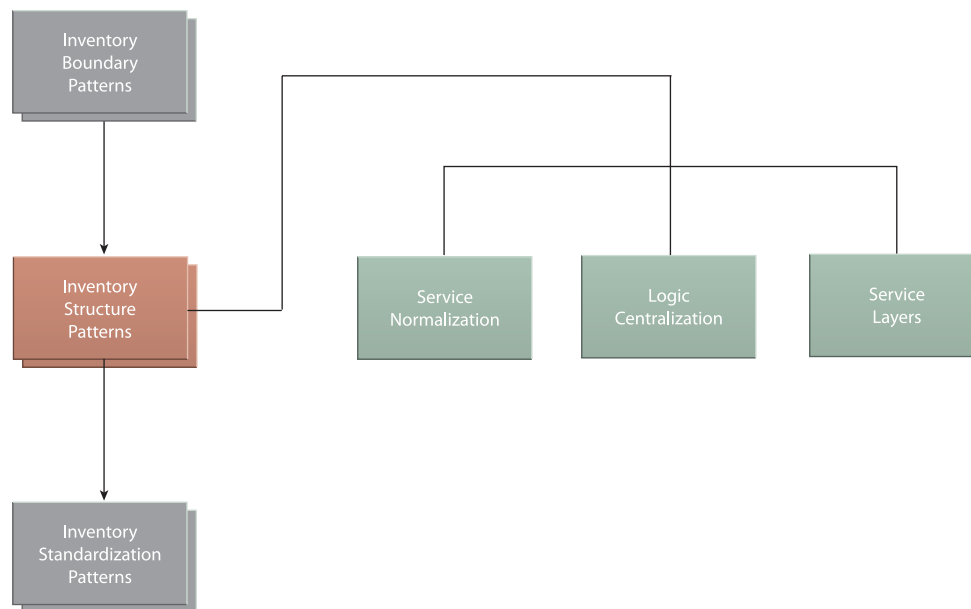 Inventory
Boundary
Patterns
Inventory
Structure
Patterns
Service
Normalization
Logic
Centralization
Service
Layers
Inventory
Standardization
Patterns